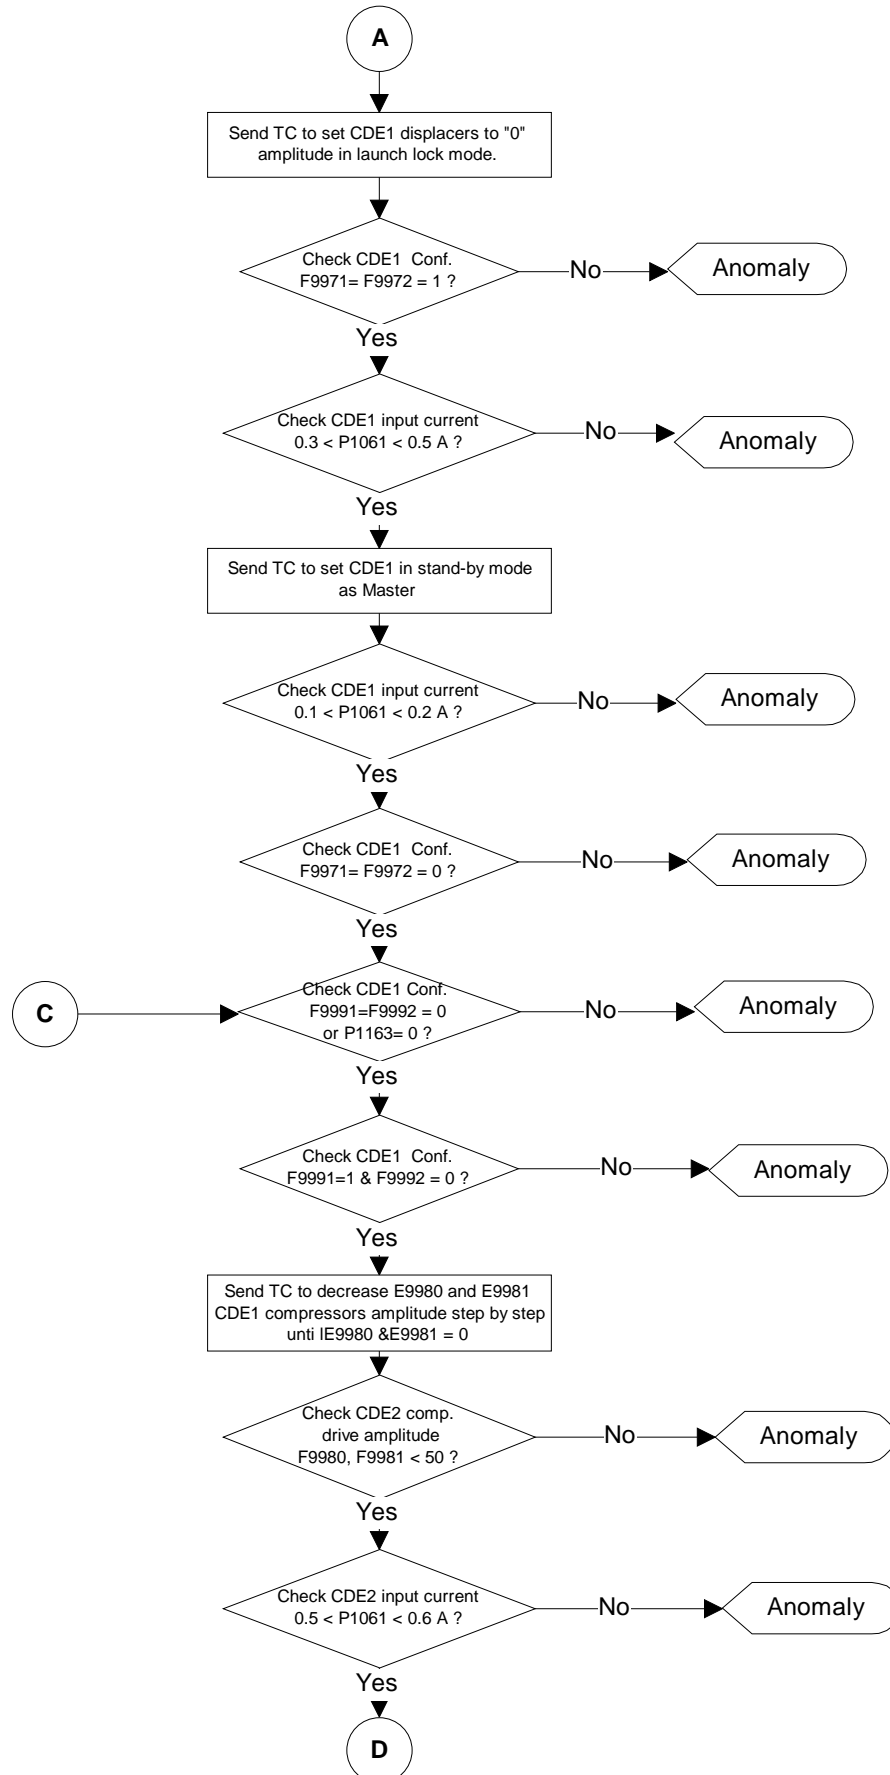 A
Send TC to set CDE1 displacers to "0"
amplitude in launch lock mode.
Check CDE1 Conf.
F9971= F9972 = 1 ?
No
Anomaly
Yes
Check CDE1 input current
0.3 < P1061 < 0.5 A ?
No
Anomaly
Yes
Send TC to set CDE1 in stand-by mode
as Master
Check CDE1 input current
0.1 < P1061 < 0.2 A ?
No
Anomaly
Yes
Check CDE1 Conf.
F9971= F9972 = 0 ?
No
Anomaly
Yes
C
Check CDE1 Conf.
F9991=F9992 = 0
or P1163= 0 ?
No
Anomaly
Yes
Check CDE1 Conf.
F9991=1 & F9992 = 0 ?
No
Anomaly
Yes
Send TC to decrease E9980 and E9981
CDE1 compressors amplitude step by step
unti lE9980 &E9981 = 0
Check CDE2 comp.
drive amplitude
F9980, F9981 < 50 ?
No
Anomaly
Yes
Check CDE2 input current
0.5 < P1061 < 0.6 A ?
No
Anomaly
Yes
D